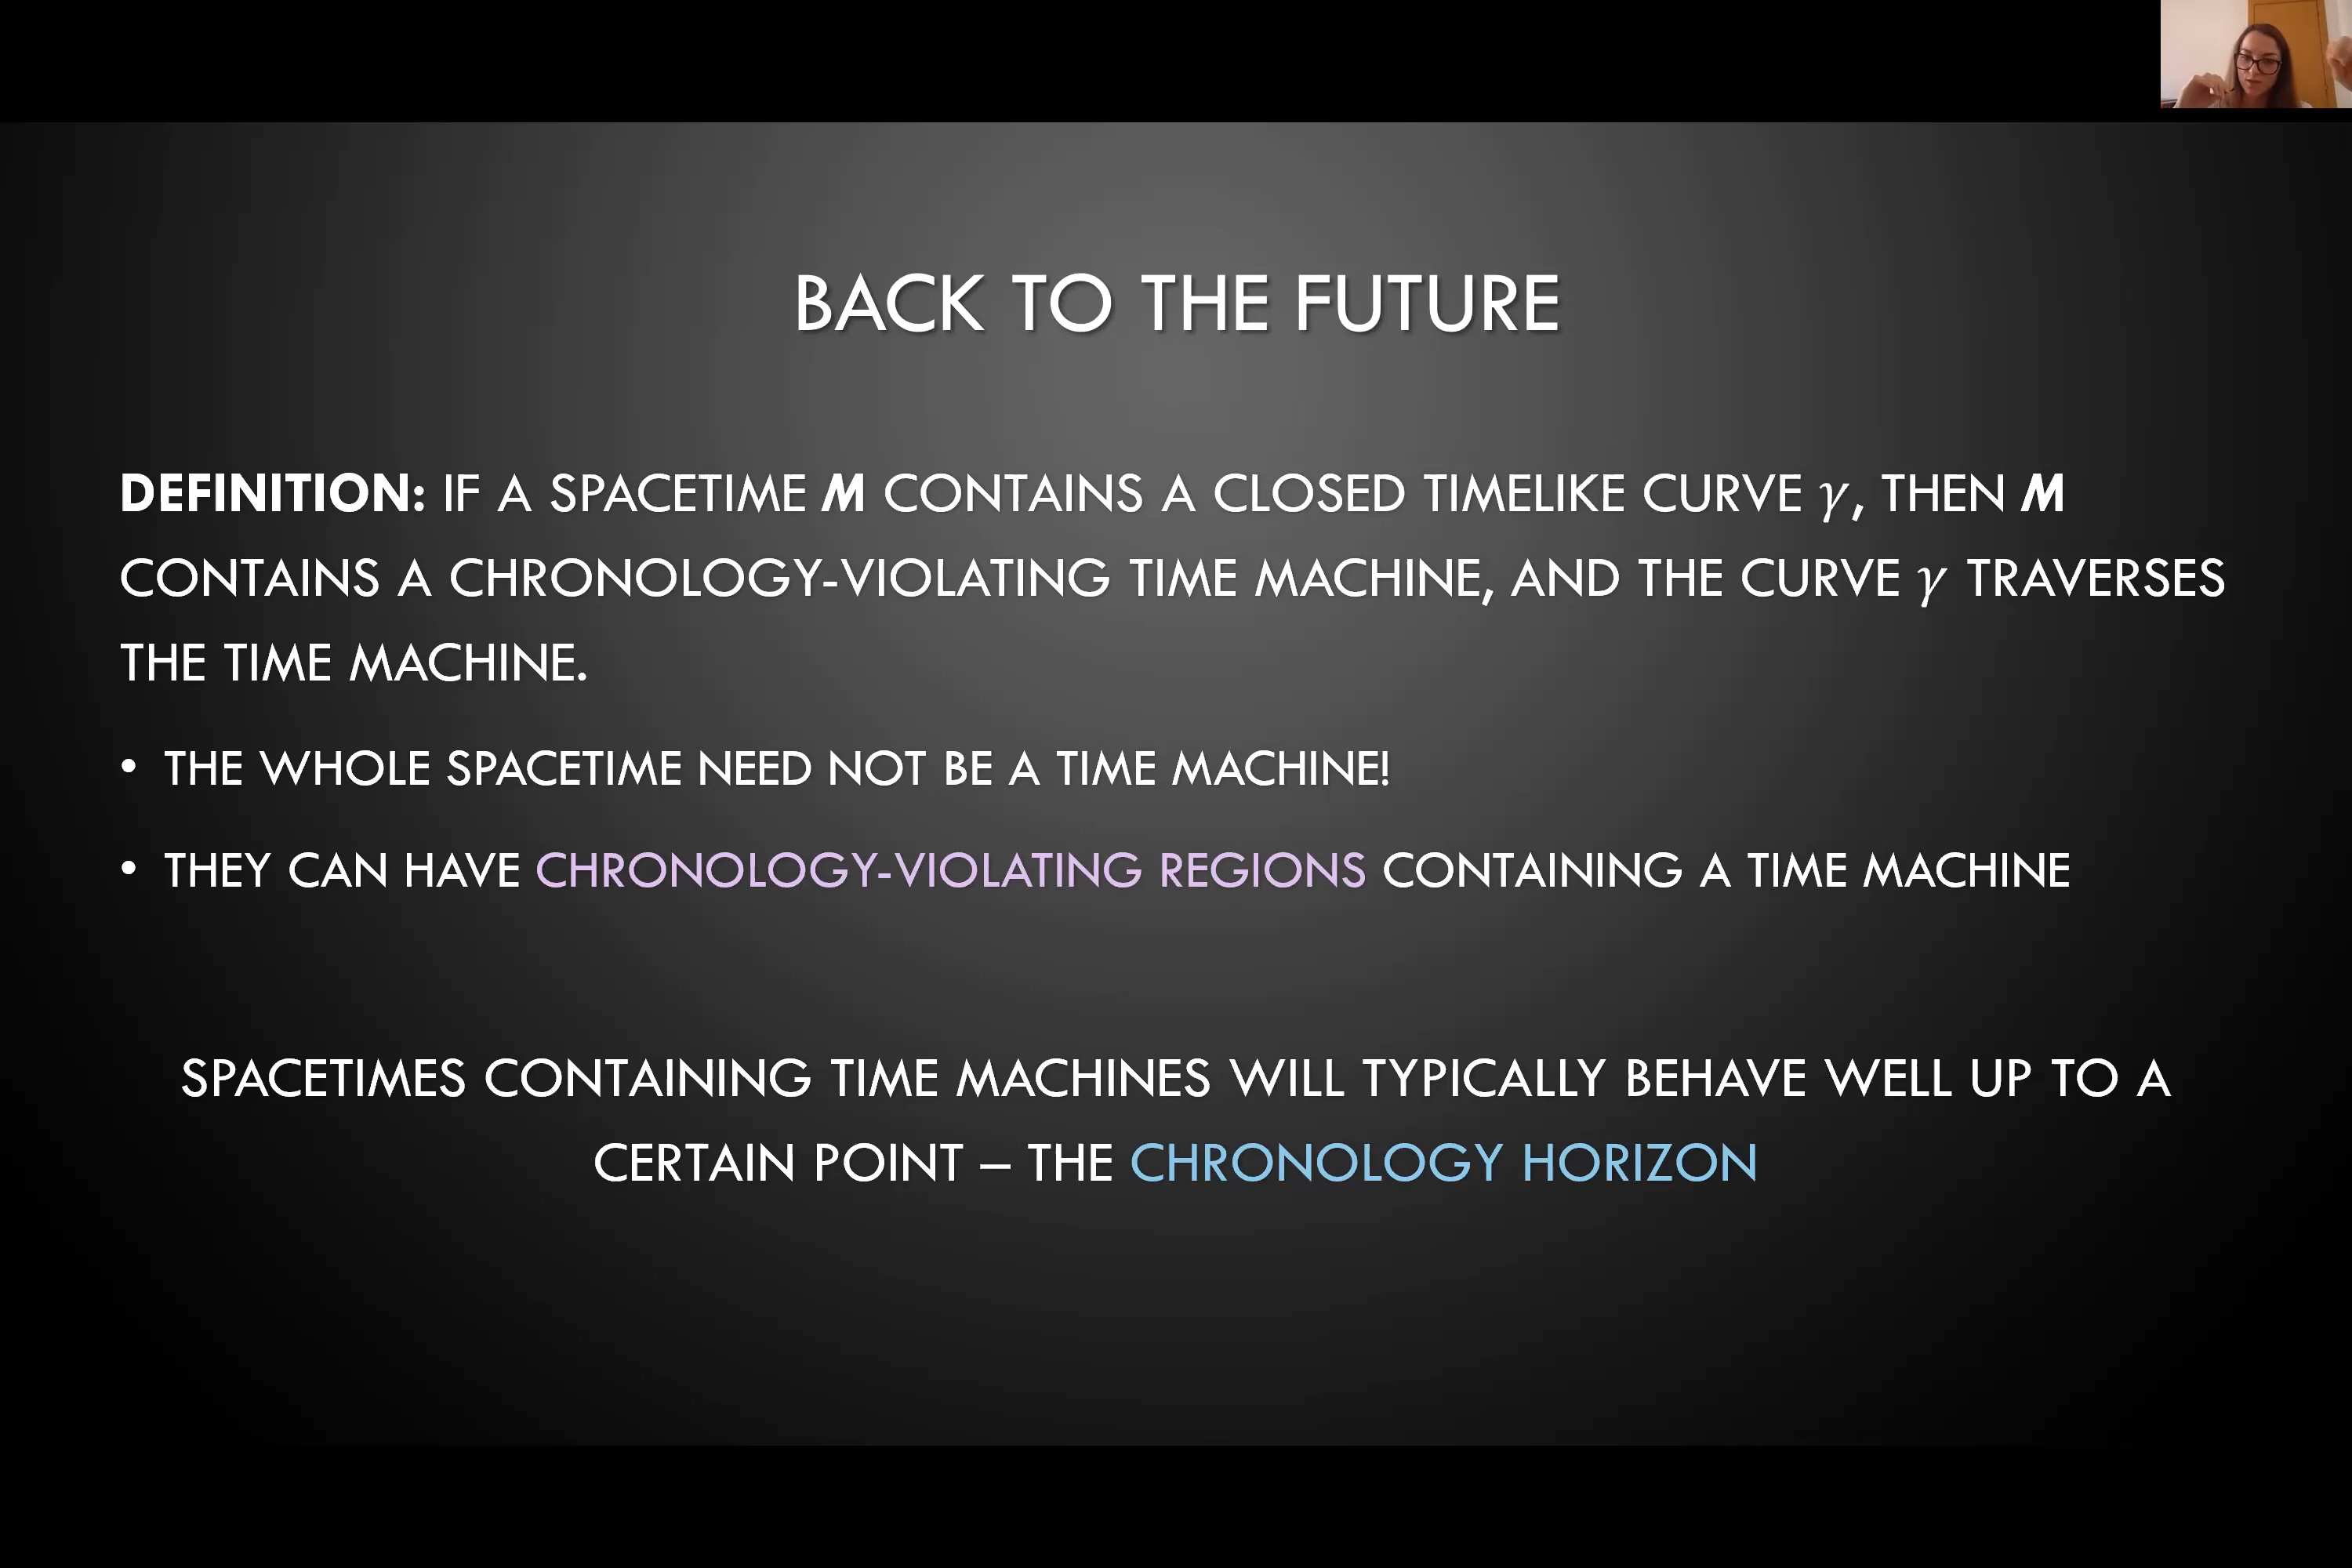 BACK TO THE FUTURE
DEFINITION: IF A SPACETIME M CONTAINS A CLOSED TIMELIKE CURVE γ, THEN M
CONTAINS A CHRONOLOGY-VIOLATING TIME MACHINE, AND THE CURVE γ TRAVERSES
THE TIME MACHINE.
• THE WHOLE SPACETIME NEED NOT BE A TIME MACHINE!
• THEY CAN HAVE CHRONOLOGY-VIOLATING REGIONS CONTAINING A TIME MACHINE
SPACETIMES CONTAINING TIME MACHINES WILL TYPICALLY BEHAVE WELL UP TO A
CERTAIN POINT – THE CHRONOLOGY HORIZON